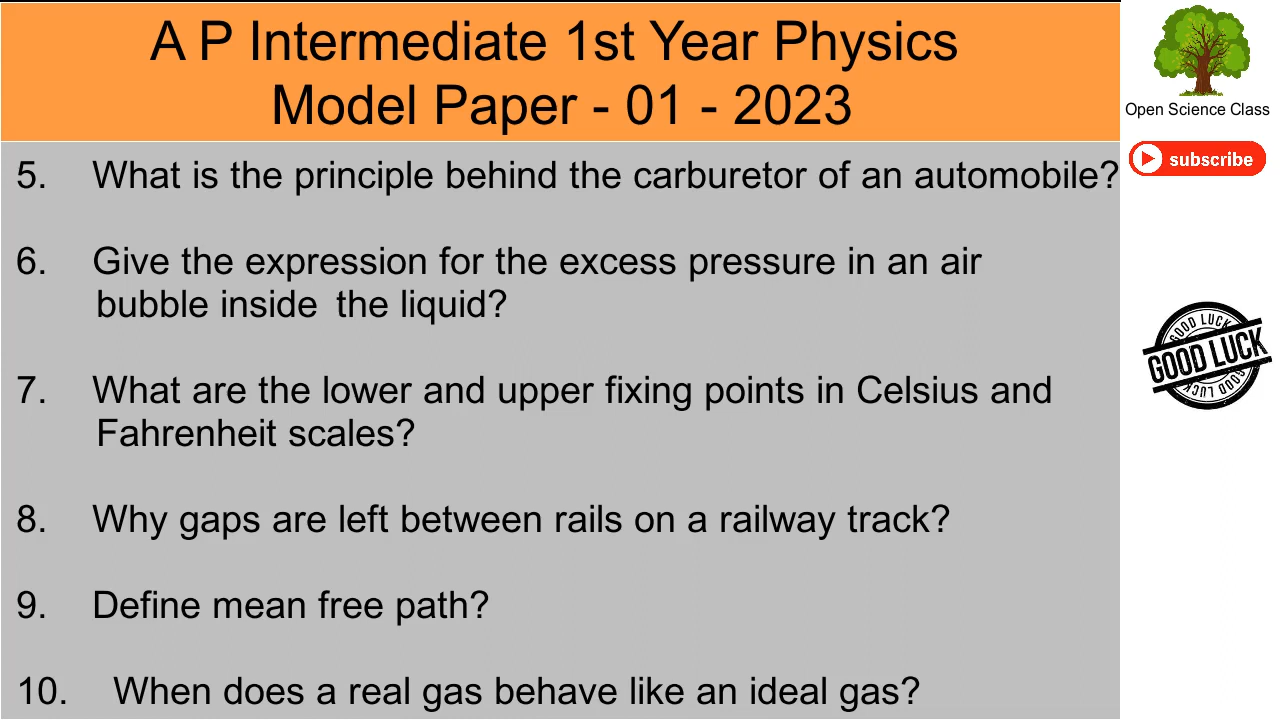 A P Intermediate 1st Year Physics
Model Paper - 01 - 2023
Open Science Class
subscribe
5. What is the principle behind the carburetor of an automobile?
6. Give the expression for the excess pressure in an air
bubble inside the liquid?
7. What are the lower and upper fixing points in Celsius and
Fahrenheit scales?
8. Why gaps are left between rails on a railway track?
9. Define mean free path?
10. When does a real gas behave like an ideal gas?
GOOD LUCK
GOOD LUCK
GOOD LUCK